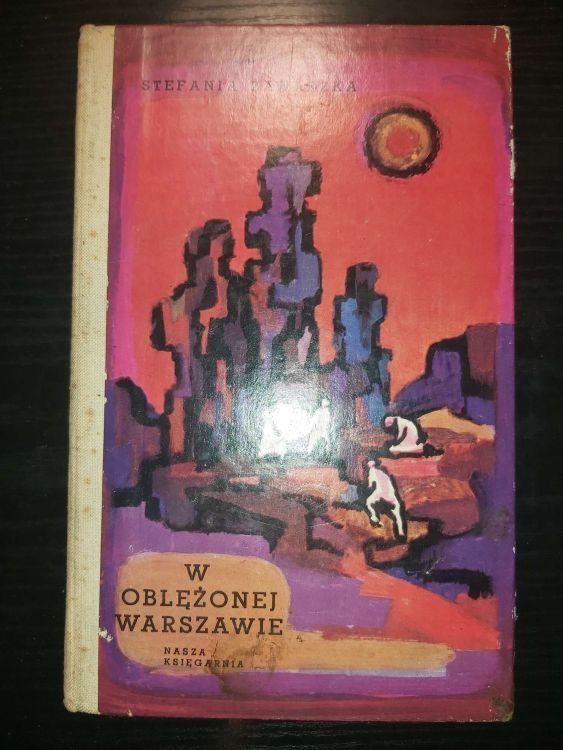 STEFANIA
W
OBLĘŻONEJ
WARSZAWIE
NASZA
KSIĘGARNIA